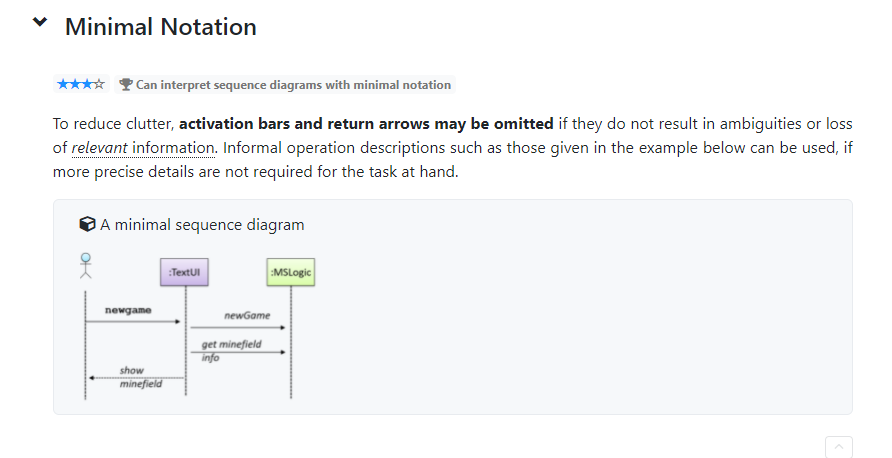 Minimal Notation
★★★☆ Can interpret sequence diagrams with minimal notation
To reduce clutter, activation bars and return arrows may be omitted if they do not result in ambiguities or loss
of relevant information. Informal operation descriptions such as those given in the example below can be used, if
more precise details are not required for the task at hand.
A minimal sequence diagram
:TextUI
:MSLogic
newgame
newGame
get minefield
info
show
minefield